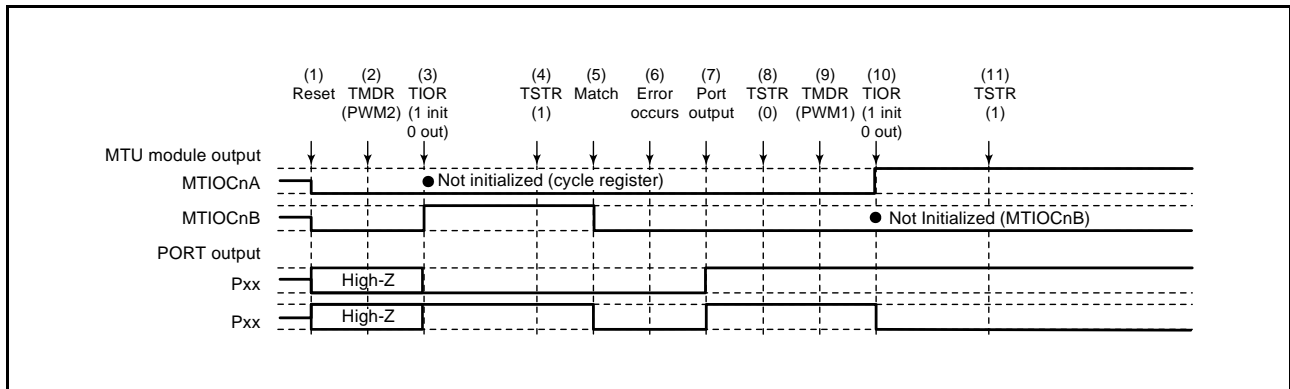 (1) (2) (3) (4) (5) (6) (7) (8) (9) (10) (11)
Reset TMDR TIOR TSTR Match Error Port TSTR TMDR TIOR TSTR
(PWM2) (1 init (1) occurs output (0) (PWM1) (1 init (1)
0 out) 0 out)
MTU module output
MTIOCnA ● Not initialized (cycle register)
MTIOCnB ● Not Initialized (MTIOCnB)
PORT output
Pxx High-Z
Pxx High-Z